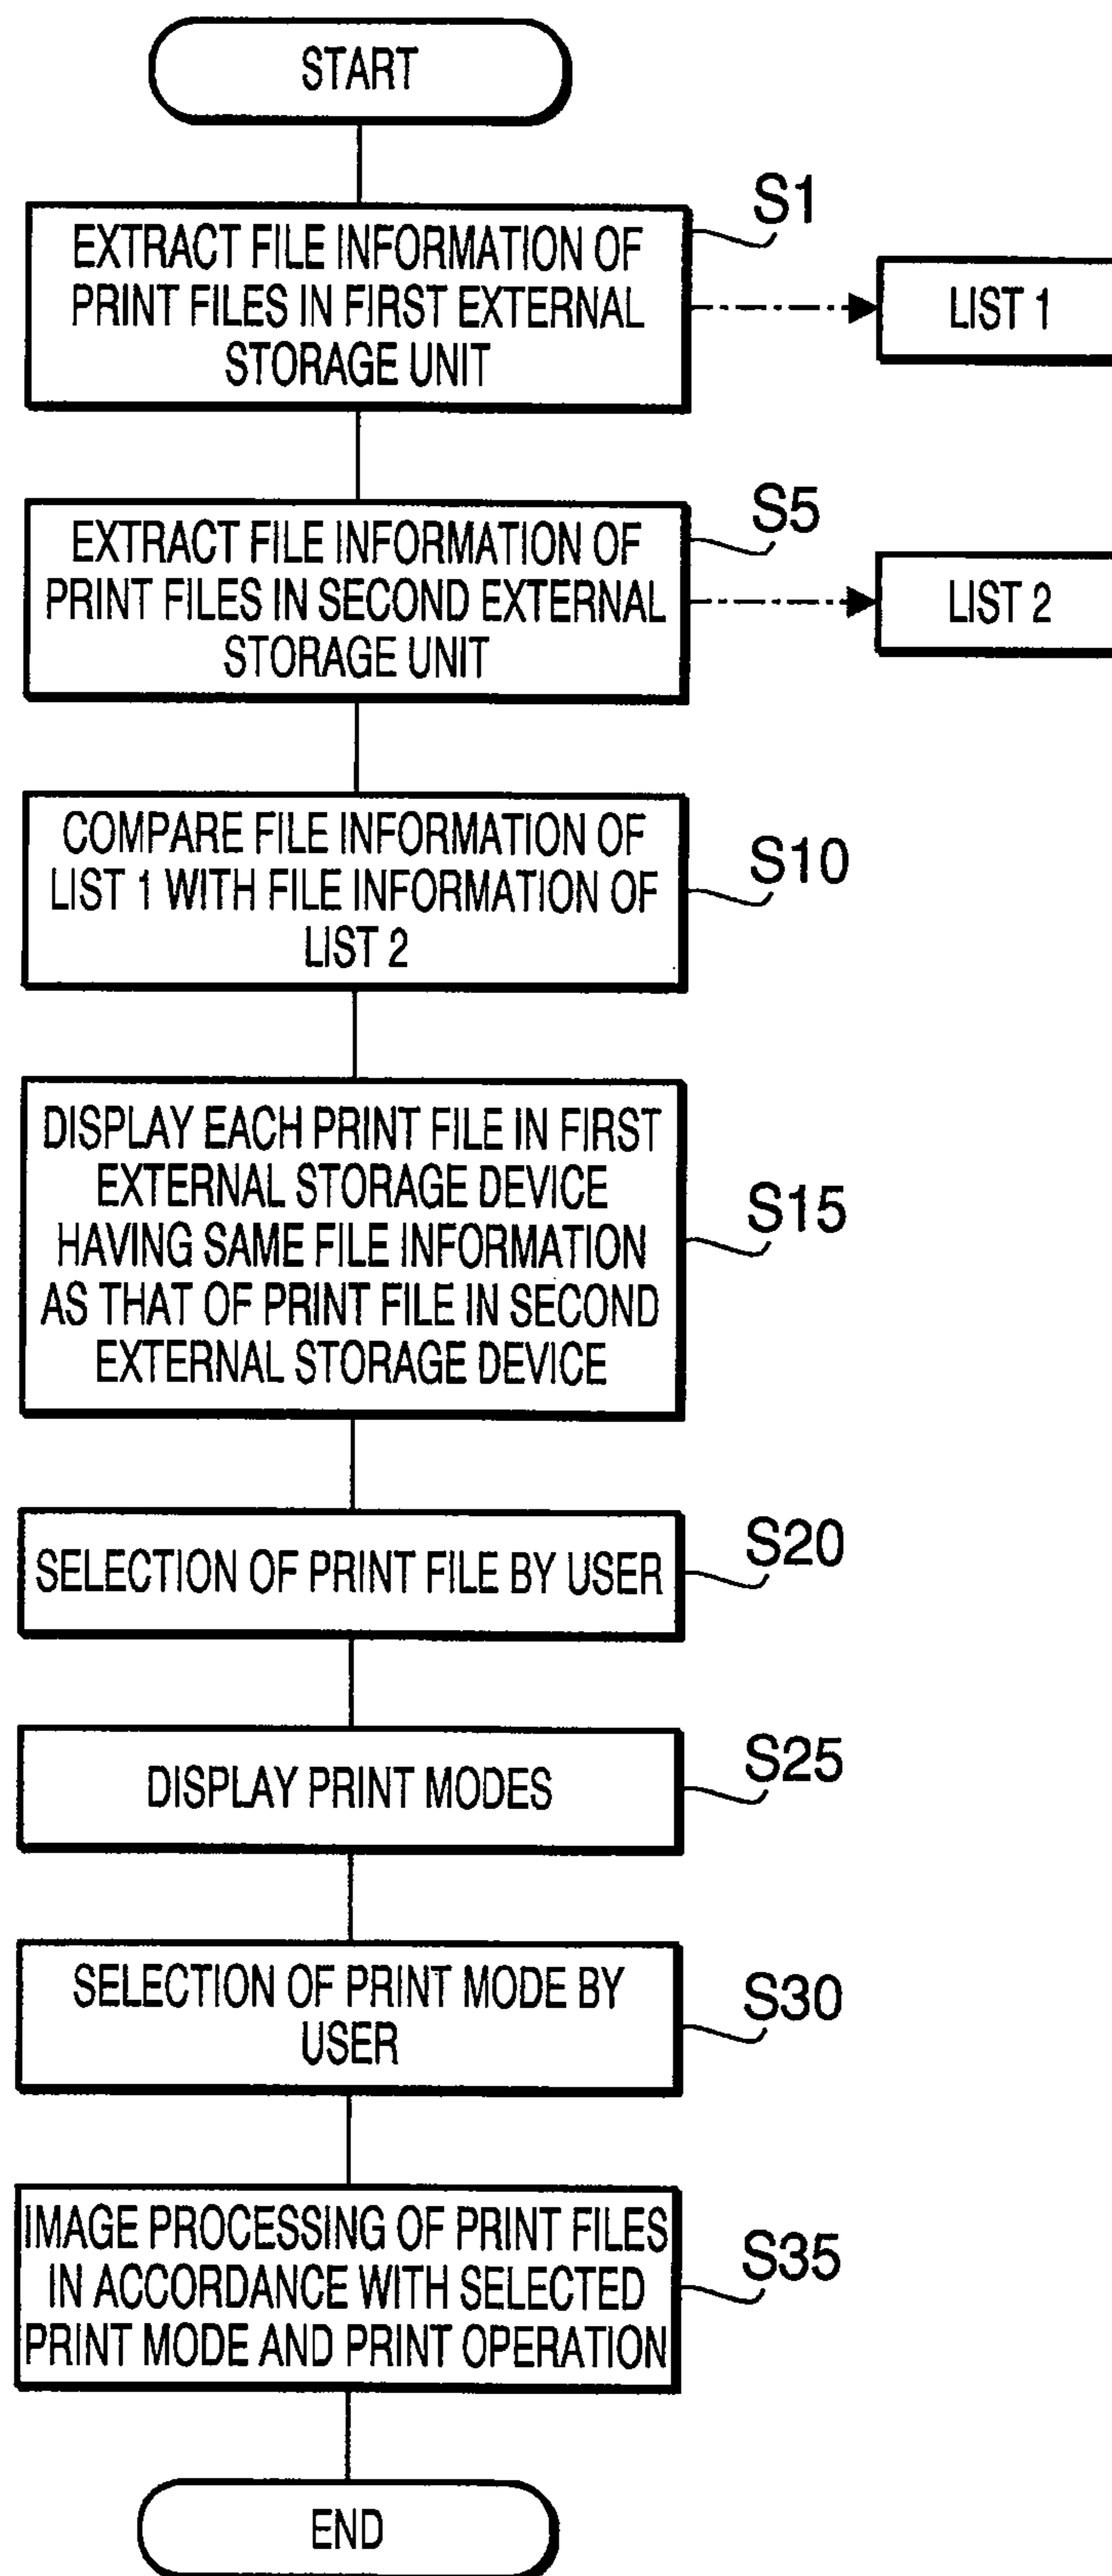 START
S1
EXTRACT FILE INFORMATION OF
PRINT FILES IN FIRST EXTERNAL
STORAGE UNIT
LIST 1
S5
EXTRACT FILE INFORMATION OF
PRINT FILES IN SECOND EXTERNAL
STORAGE UNIT
LIST 2
COMPARE FILE INFORMATION OF
LIST 1 WITH FILE INFORMATION OF
LIST 2
S10
DISPLAY EACH PRINT FILE IN FIRST
EXTERNAL STORAGE DEVICE
HAVING SAME FILE INFORMATION
AS THAT OF PRINT FILE IN SECOND
EXTERNAL STORAGE DEVICE
S15
SELECTION OF PRINT FILE BY USER
S20
DISPLAY PRINT MODES
S25
SELECTION OF PRINT MODE BY
USER
S30
IMAGE PROCESSING OF PRINT FILES
IN ACCORDANCE WITH SELECTED
PRINT MODE AND PRINT OPERATION
S35
END